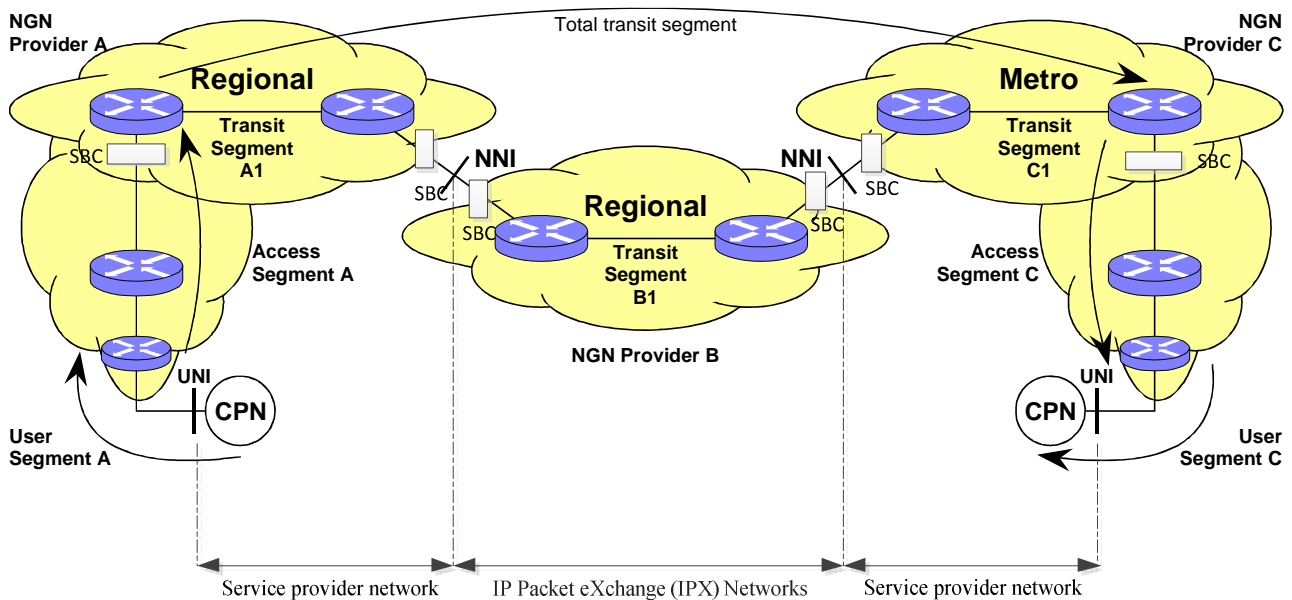 NGN
Provider A
Total transit segment
NGN
Provider C
Regional
Metro
Transit
Segment
A1
Transit
Segment
C1
SBC
SBC
NNI
NNI
SBC
SBC
SBC
SBC
Regional
Transit
Segment
B1
Access
Segment A
Access
Segment C
NGN Provider B
UNI
UNI
CPN
CPN
User
Segment A
User
Segment C
Service provider network
IP Packet eXchange (IPX) Networks
Service provider network